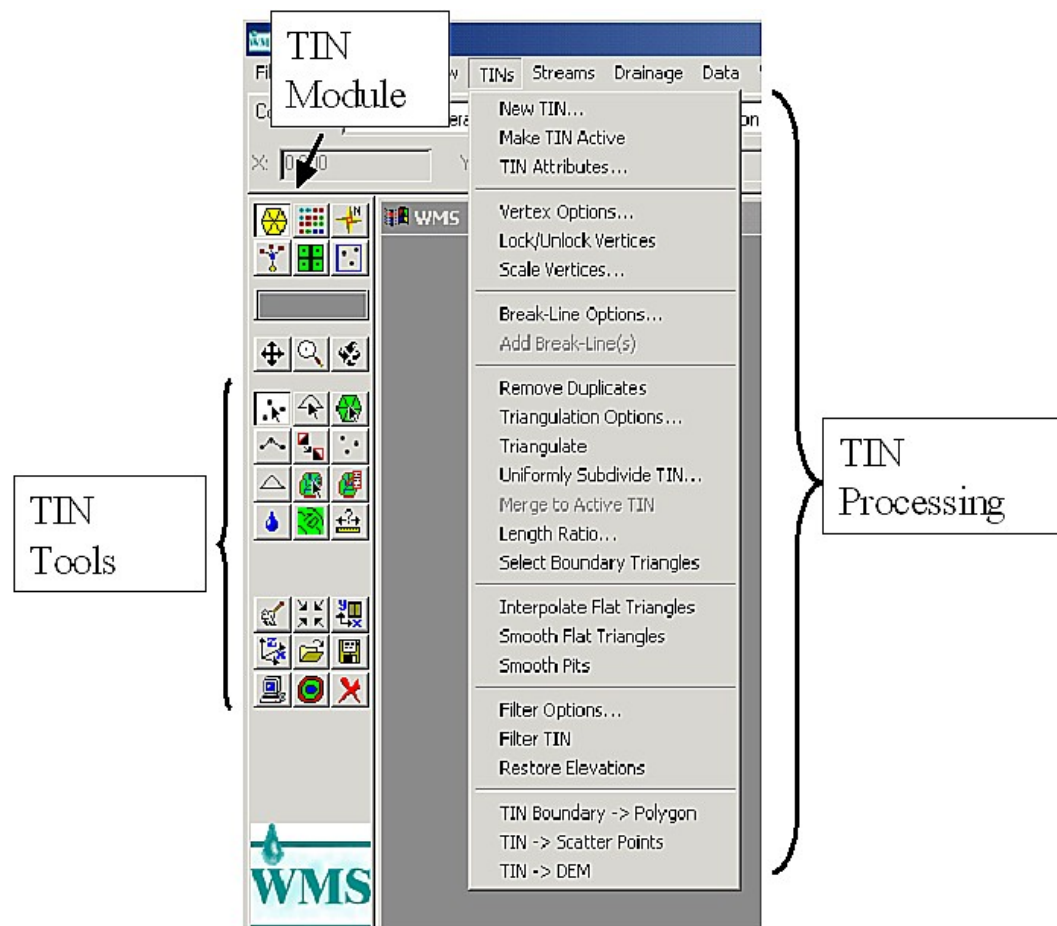 TIN
Module
WMS
TINs Streams Drainage Data
X: 0.000 Y
New TIN...
Make TIN Active
TIN Attributes...
Vertex Options...
Lock/Unlock Vertices
Scale Vertices...
Break-Line Options...
Add Break-Line(s)
Remove Duplicates
Triangulation Options...
Triangulate
Uniformly Subdivide TIN...
Merge to Active TIN
Length Ratio...
Select Boundary Triangles
Interpolate Flat Triangles
Smooth Flat Triangles
Smooth Pits
Filter Options...
Filter TIN
Restore Elevations
TIN Boundary -> Polygon
TIN -> Scatter Points
TIN -> DEM
TIN
Tools
TIN
Processing
WMS